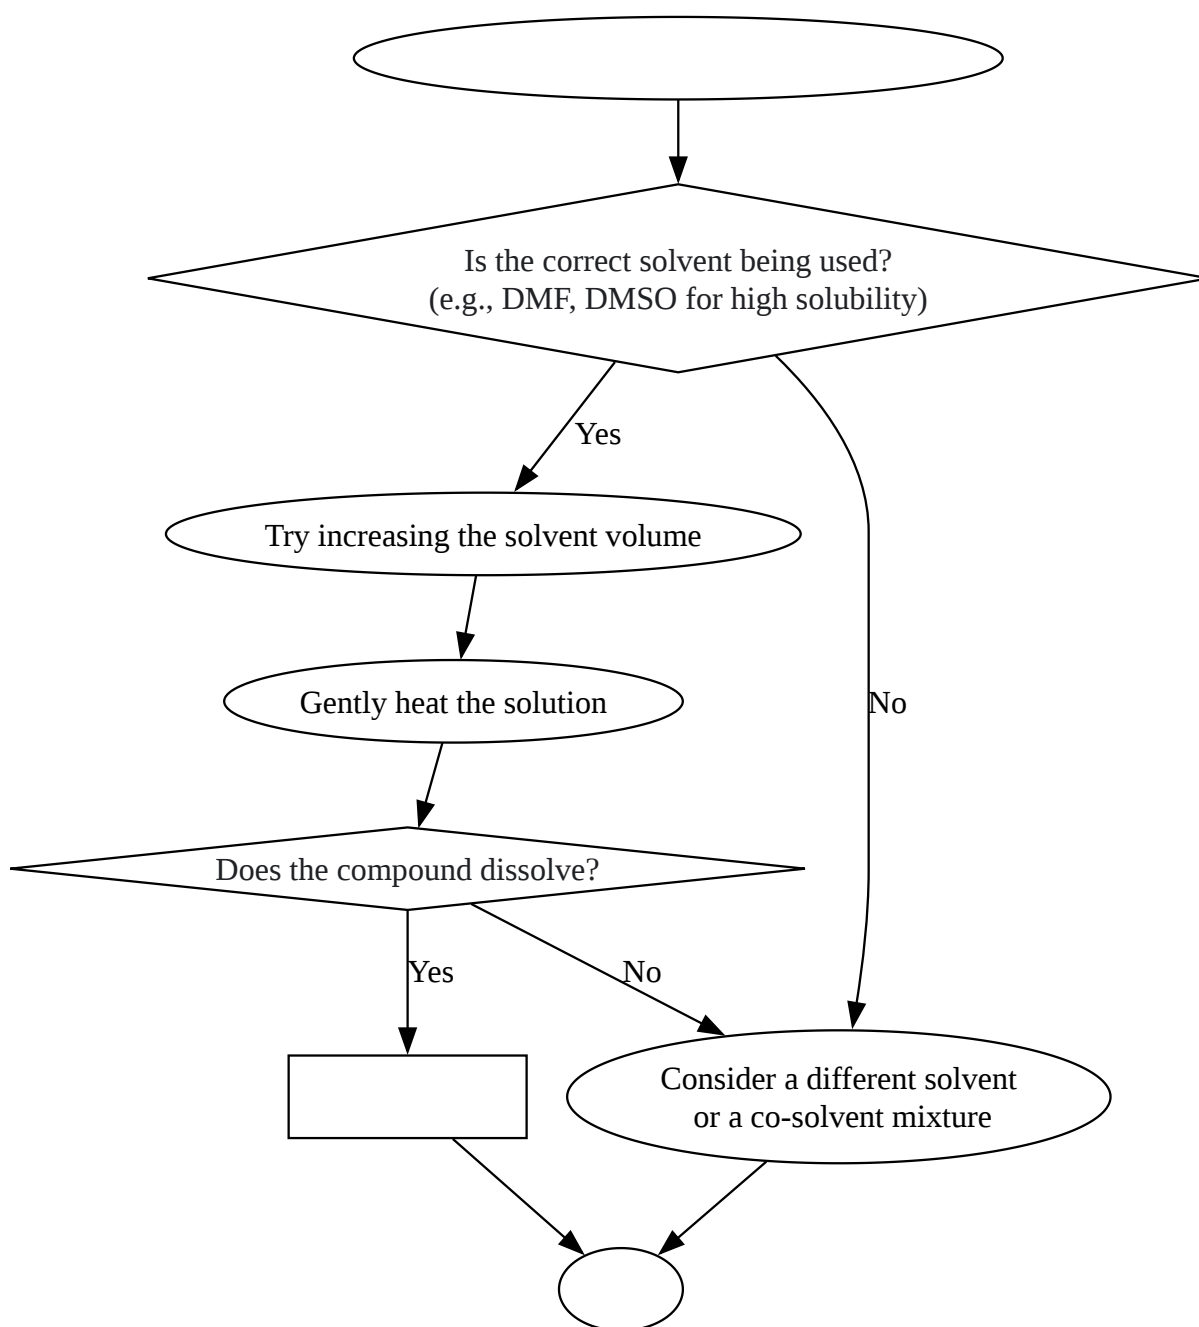 Is the correct solvent being used?
(e.g., DMF, DMSO for high solubility)
Yes
Try increasing the solvent volume
Gently heat the solution
No
Does the compound dissolve?
Yes
No
Consider a different solvent
or a co-solvent mixture